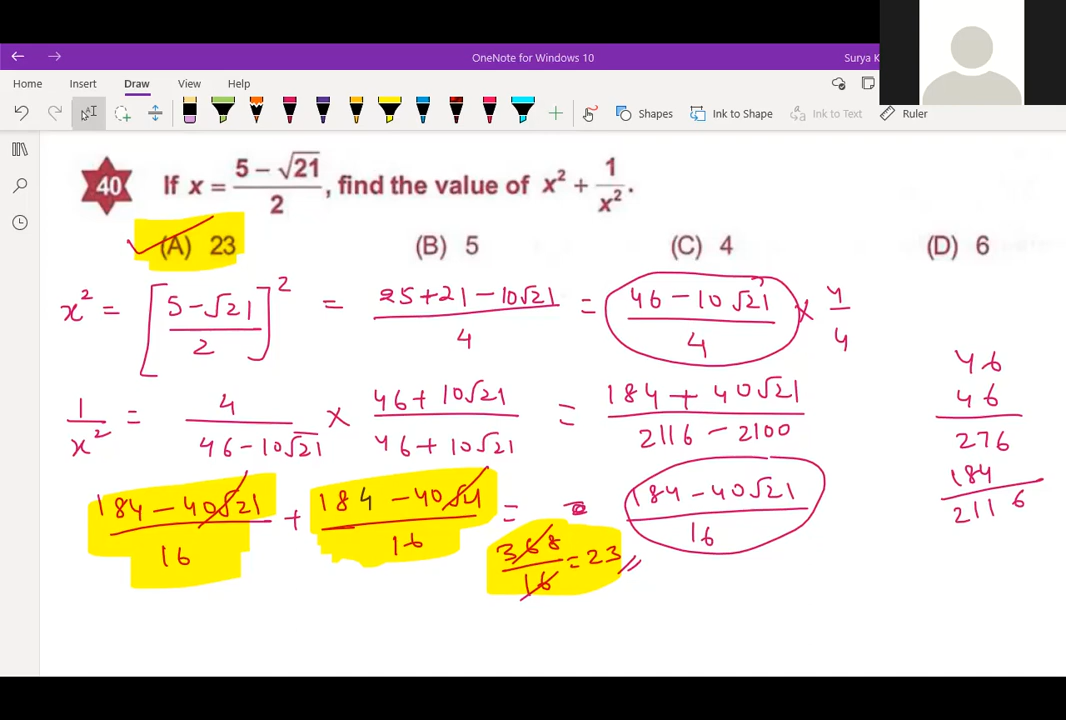 OneNote for Windows 10
Surya K
Home Insert Draw View Help
Shapes Ink to Shape Ink to Text Ruler
40 If x = (5 − √21)/2, find the value of x² + 1/x².
(A) 23 (B) 5 (C) 4 (D) 6
x² = [(5 − √21)/2]² = (25 + 21 − 10√21)/4 = (46 − 10√21)/4 × 4/4
1/x² = 4/(46 − 10√21) × (46 + 10√21)/(46 + 10√21) = (184 + 40√21)/(2116 − 2100)
(184 − 40√21)/16 + (184 − 40√21)/16 = (184 − 40√21)/16
368/16 = 23
46
46
276
184
2116